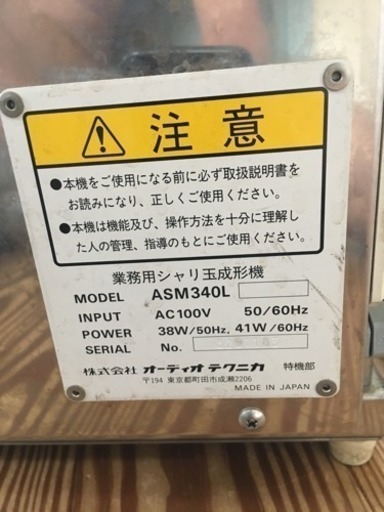 注意
●本機をご使用になる前に必ず取扱説明書を
お読みになり、正しくご使用ください。
●本機は機能及び、操作方法を十分に理解し
た人の管理、指導のもとにご使用ください。
業務用シャリ玉成形機
MODEL ASM340L
INPUT AC100V 50/60Hz
POWER 38W/50Hz, 41W/60Hz
SERIAL No.
株式会社 オーディオテクニカ 特機部
〒194 東京都町田市成瀬2206
MADE IN JAPAN